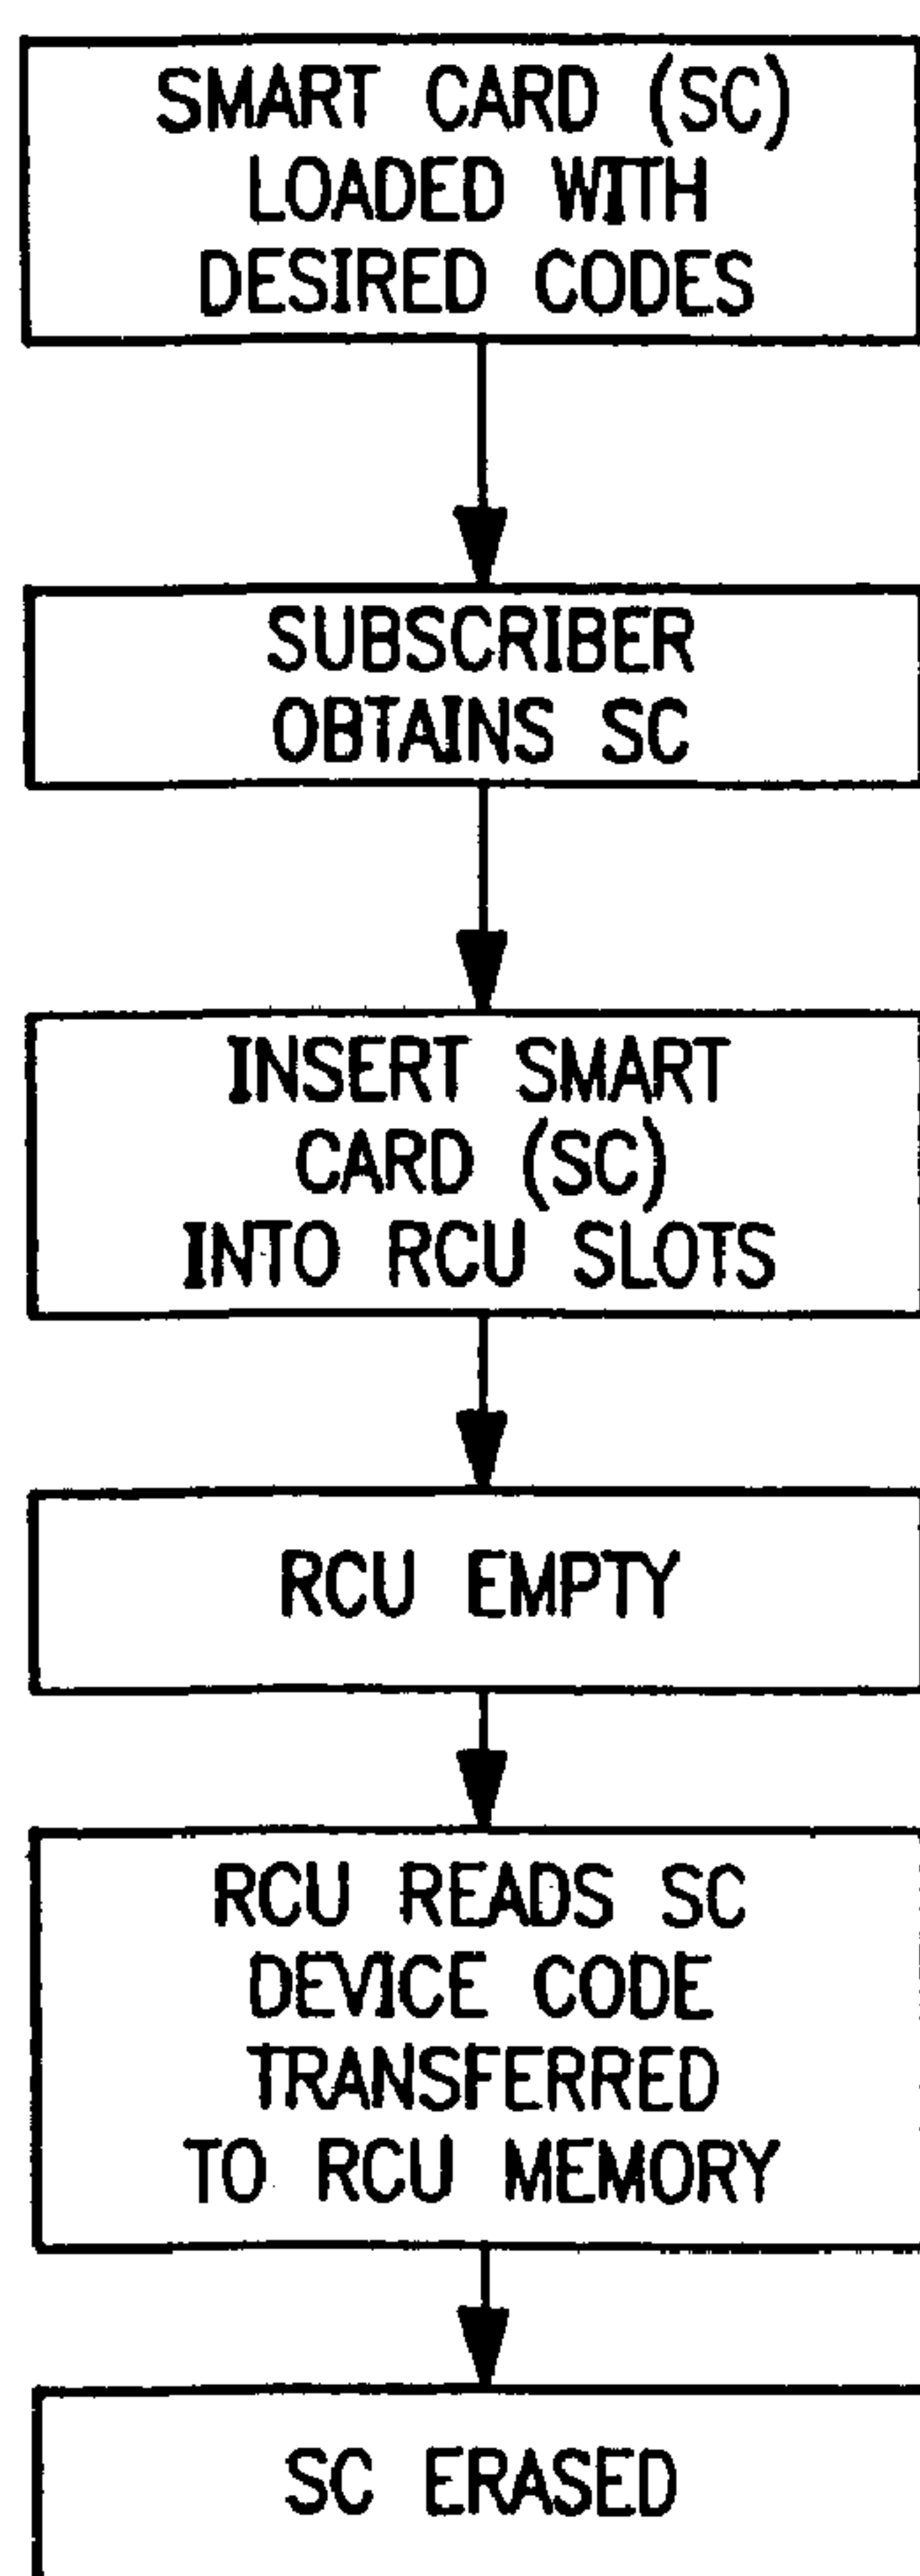 SMART CARD (SC)
LOADED WITH
DESIRED CODES
SUBSCRIBER
OBTAINS SC
INSERT SMART
CARD (SC)
INTO RCU SLOTS
RCU EMPTY
RCU READS SC
DEVICE CODE
TRANSFERRED
TO RCU MEMORY
SC ERASED